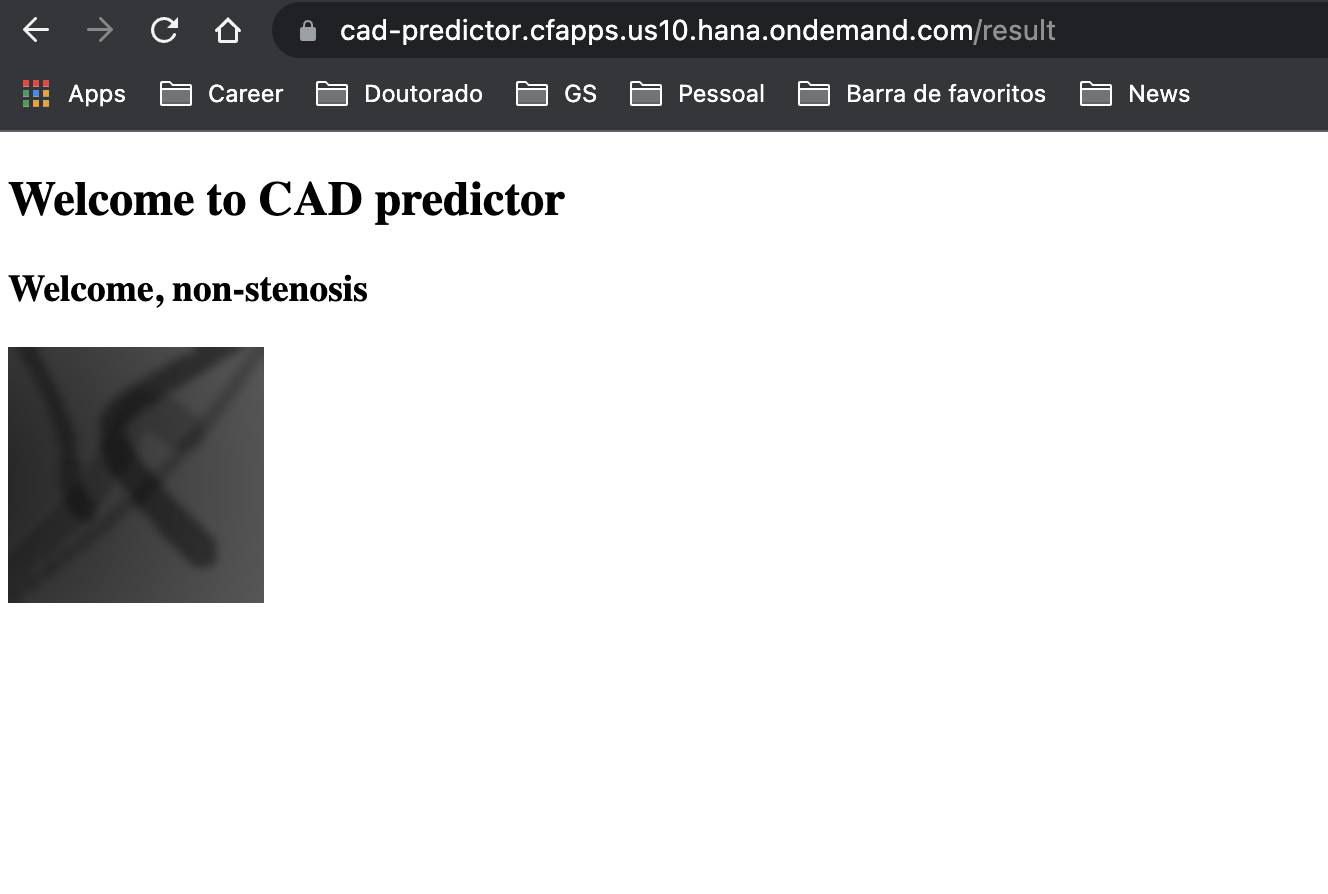 cad-predictor.cfapps.us10.hana.ondemand.com/result
Apps Career Doutorado GS Pessoal Barra de favoritos News
Welcome to CAD predictor
Welcome, non-stenosis